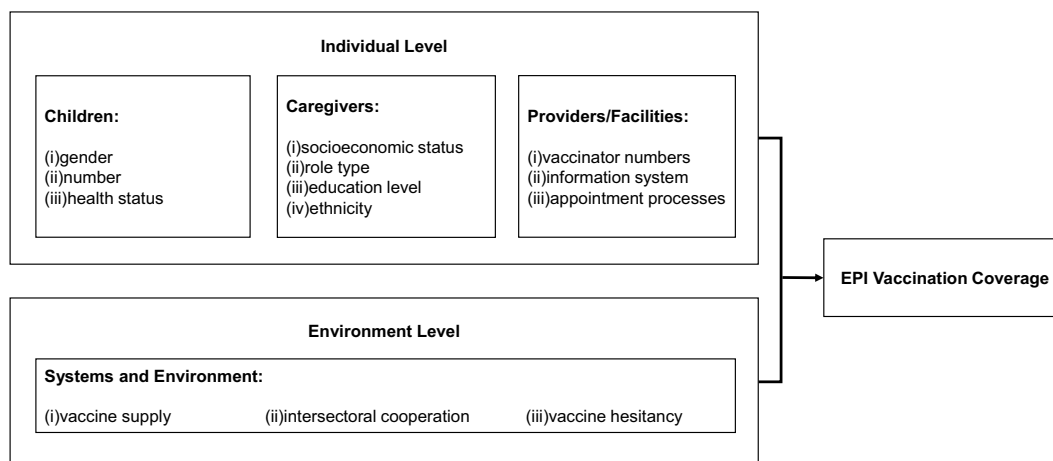 Individual Level
Children:
(i)gender
(ii)number
(iii)health status
Caregivers:
(i)socioeconomic status
(ii)role type
(iii)education level
(iv)ethnicity
Providers/Facilities:
(i)vaccinator numbers
(ii)information system
(iii)appointment processes
EPI Vaccination Coverage
Environment Level
Systems and Environment:
(i)vaccine supply (ii)intersectoral cooperation (iii)vaccine hesitancy